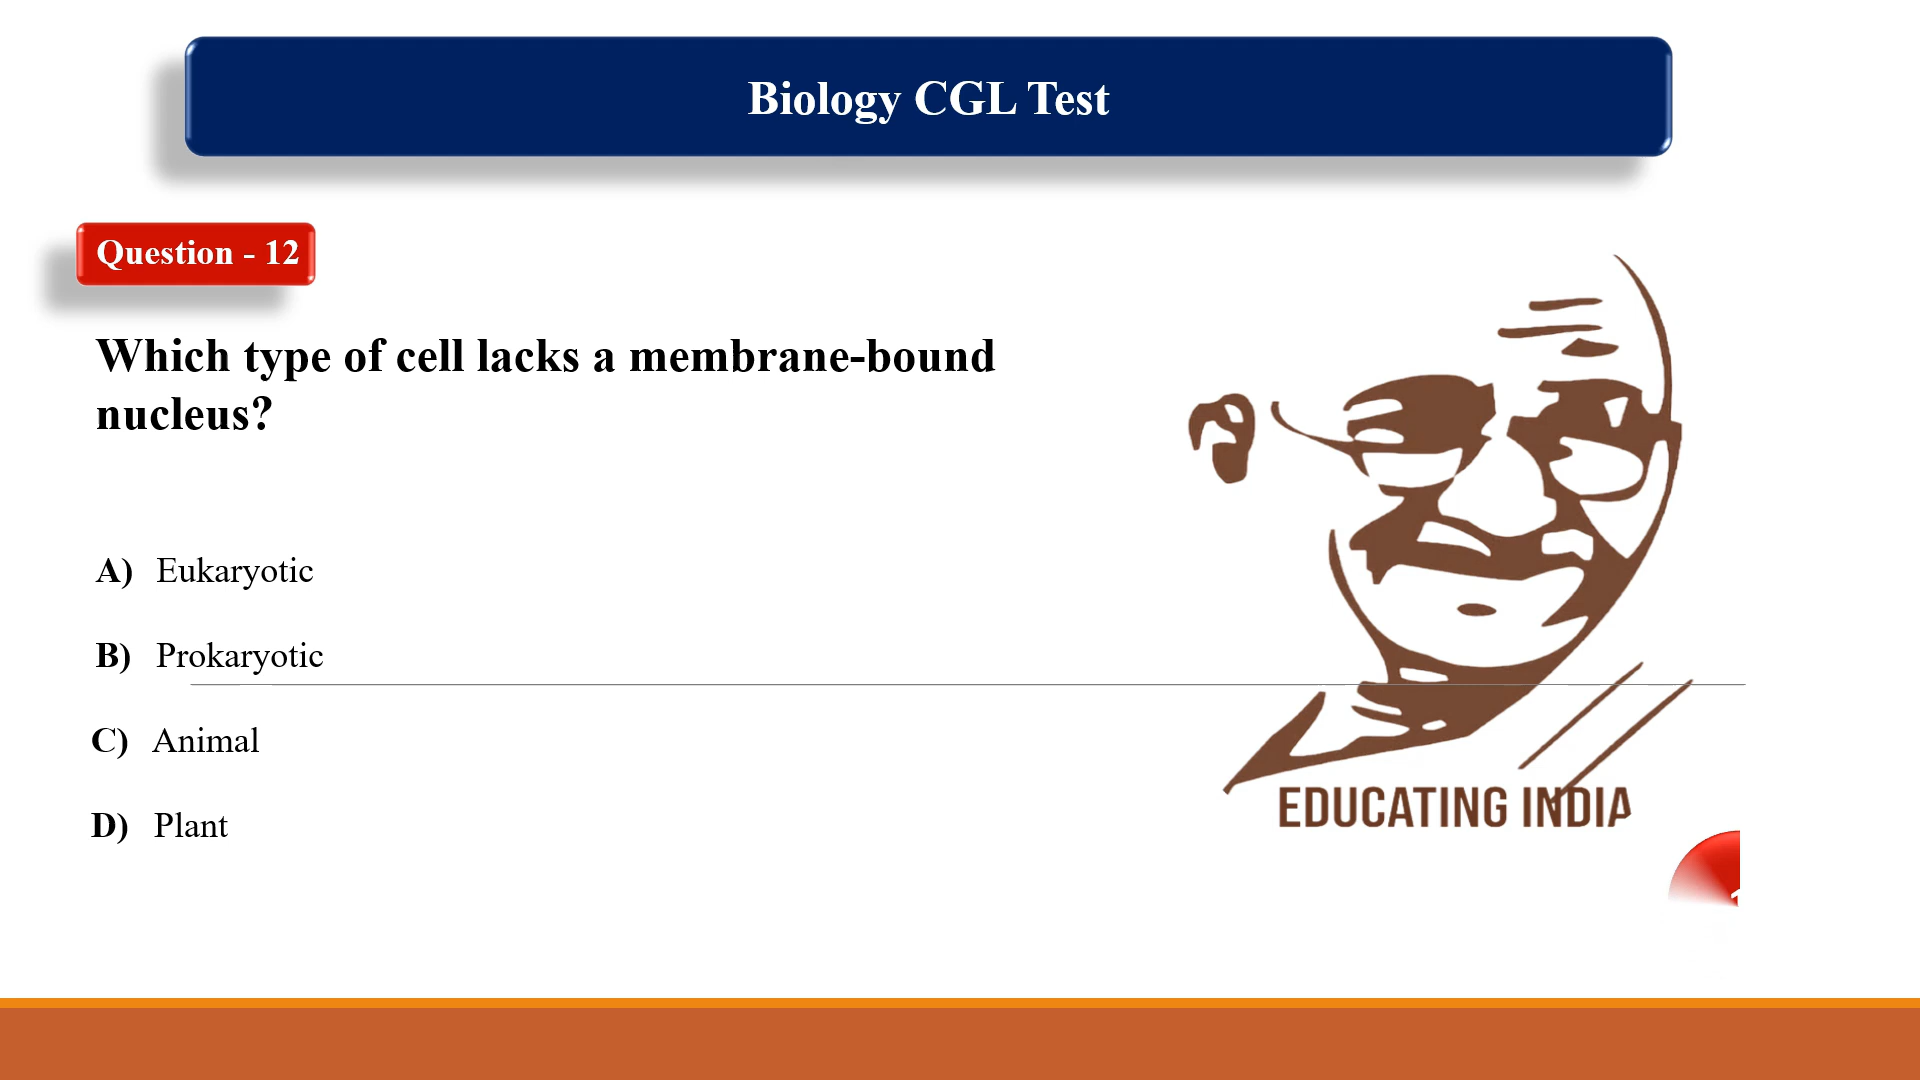 Biology CGL Test
Question - 12
Which type of cell lacks a membrane-bound
nucleus?
A) Eukaryotic
B) Prokaryotic
C) Animal
D) Plant
EDUCATING INDIA